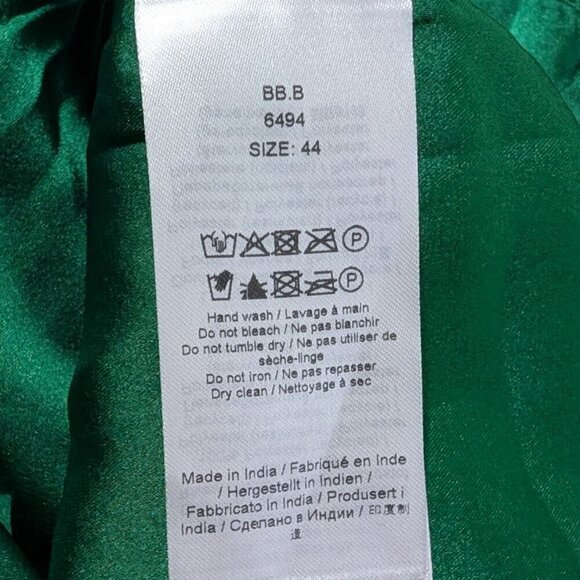 BB.B
6494
SIZE: 44
P
P
Hand wash / Lavage à main
Do not bleach / Ne pas blanchir
Do not tumble dry / Ne pas utiliser de
sèche-linge
Do not iron / Ne pas repasser
Dry clean / Nettoyage à sec
Made in India / Fabriqué en Inde
/ Hergestellt in Indien /
Fabbricato in India / Produsert i
India / Сделано в Индии / 印度制
造